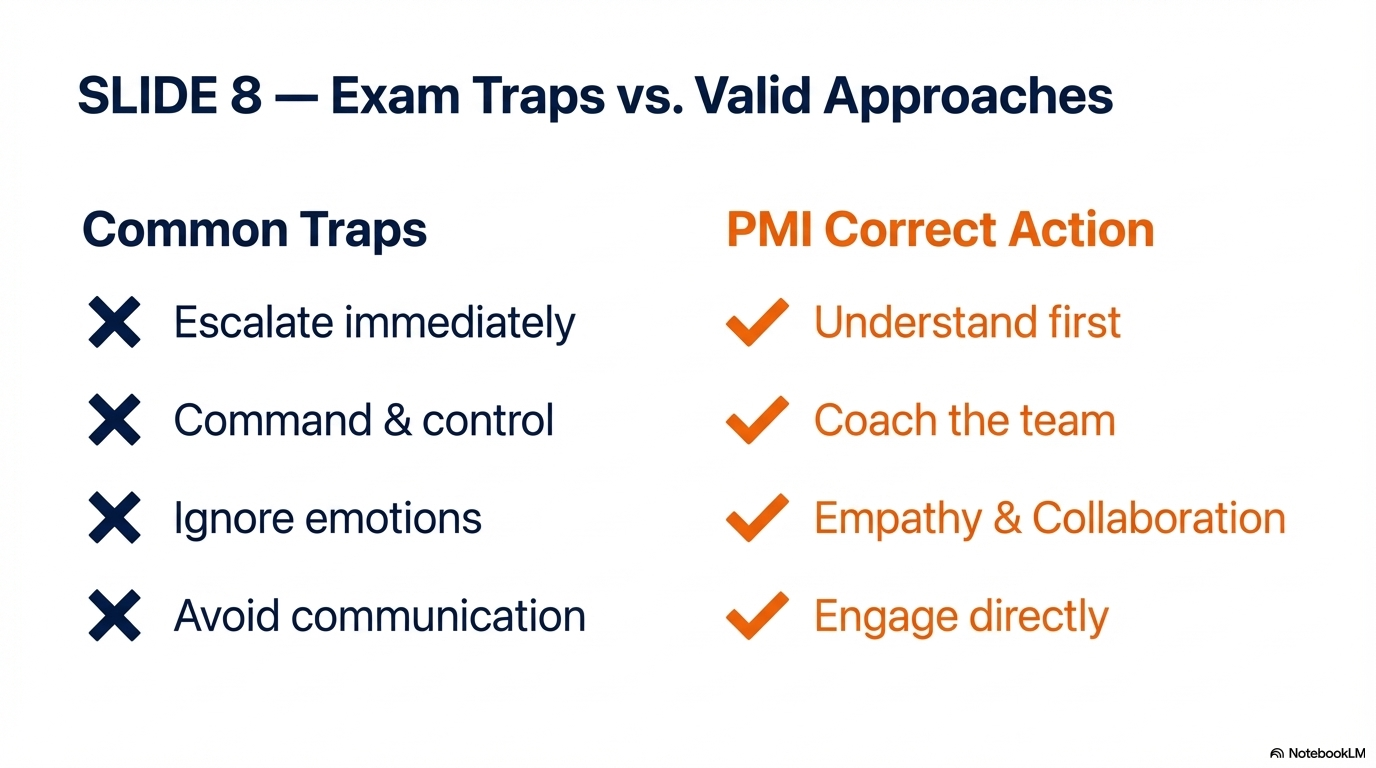 SLIDE 8 — Exam Traps vs. Valid Approaches
Common Traps
Escalate immediately
Command & control
Ignore emotions
Avoid communication
PMI Correct Action
Understand first
Coach the team
Empathy & Collaboration
Engage directly
NotebookLM